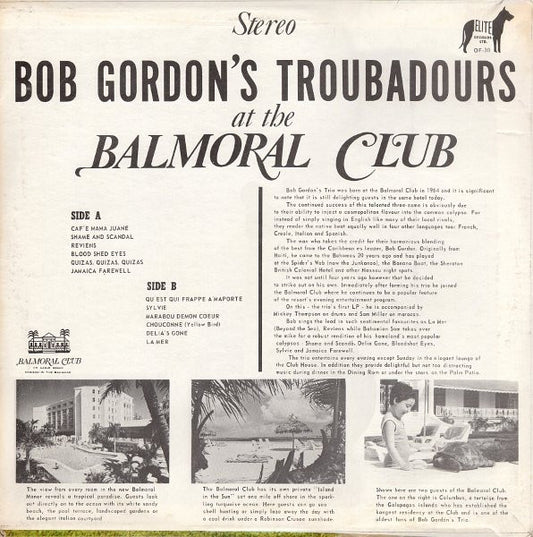 Stereo
ELITE
RECORDS
LTD.
OF-30
BOB GORDON'S TROUBADOURS
at the
BALMORAL CLUB
SIDE A
CAF'E MAMA JUANE
SHAME AND SCANDAL
REVIENS
BLOOD SHED EYES
QUIZAS, QUIZAS, QUIZAS
JAMAICA FAREWELL
SIDE B
QU EST QUI FRAPPE A MAPORTE
SYLVIE
MARABOU DEMON COEUR
CHOUCONNE (Yellow Bird)
DELIA'S GONE
LA MER
BALMORAL CLUB
Bob Gordon's Trio was born at the Balmoral Club in 1964 and it is significant
to note that it is still delighting guests in the same hotel today.
The continued success of this talented three-name is obviously due
to their ability to inject a cosmopolitan flavour into the common calypso. For
instead of simply singing in English like many of their local rivals,
they render the native beat equally well in four other languages too: French,
Creole, Italian and Spanish.
The man who takes the credit for their harmonious blending
of the best from the Caribbean is leader, Bob Gordon. Originally from
Haiti, he came to the Bahamas 20 years ago and has played
at the Spider's Web (now the Junkanoo), the Banana Boat, the Sheraton
British Colonial Hotel and other Nassau night spots.
It was not until four years ago however that he decided
to strike out on his own. Immediately after forming his trio he joined
the Balmoral Club where he continues to be a popular feature
of the resort's evening entertainment program.
On this - the trio's first LP - he is accompanied by
Mickey Thompson on drums and Sam Miller on maracas.
Bob sings the lead in such sentimental favourites as La Mer
(Beyond the Sea), Reviens while Bahamian Sam takes over
the mike for a robust rendition of his homeland's most popular
calypsos: Shame and Scandal, Delia Gone, Bloodshot Eyes,
Sylvie and Jamaica Farewell.
The trio entertains every evening except Sunday in the elegant lounge of
the Club House. In addition they provide delightful but not too distracting
music during dinner in the Dining Room or under the stars on the Palm Patio.
The view from every room in the new Balmoral
Manor reveals a tropical paradise. Guests look
out directly on to the ocean with its white sandy
beach, the pool terrace, landscaped gardens or
the elegant Italian courtyard
The Balmoral Club has its own private "Island
in the Sun" set one mile off shore in the spark-
ling turquoise ocean. Here guests can go sea
shell hunting or simply laze away the day with
a cool drink under a Robinson Crusoe sunshade.
Shown here are two guests of the Balmoral Club.
The one on the right is Columbus, a tortoise from
the Galapagos islands who has established the
longest residency at the Club and is one of the
oldest fans of Bob Gordon's Trio.